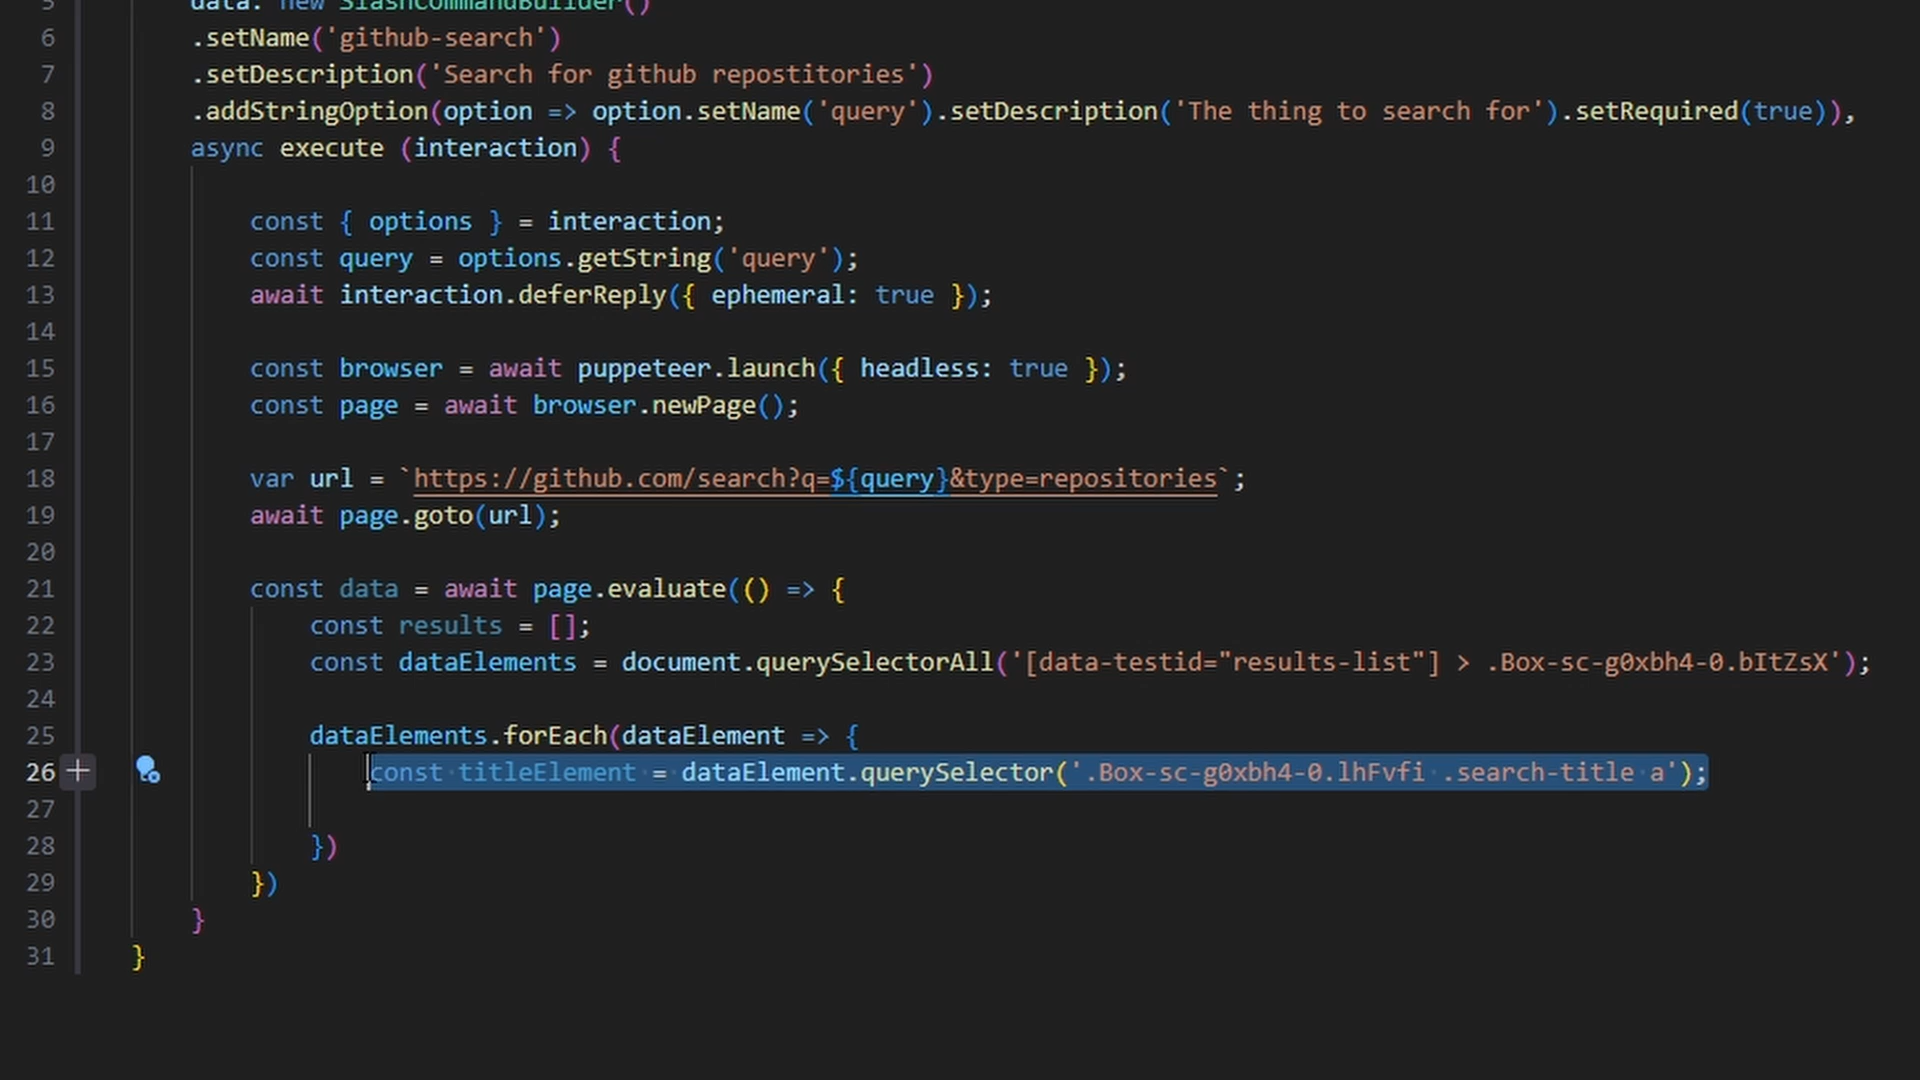 5 data: new SlashCommandBuilder()
6 .setName('github-search')
7 .setDescription('Search for github repostitories')
8 .addStringOption(option => option.setName('query').setDescription('The thing to search for').setRequired(true)),
9 async execute (interaction) {
10
11 const { options } = interaction;
12 const query = options.getString('query');
13 await interaction.deferReply({ ephemeral: true });
14
15 const browser = await puppeteer.launch({ headless: true });
16 const page = await browser.newPage();
17
18 var url = `https://github.com/search?q=${query}&type=repositories`;
19 await page.goto(url);
20
21 const data = await page.evaluate(() => {
22 const results = [];
23 const dataElements = document.querySelectorAll('[data-testid="results-list"] > .Box-sc-g0xbh4-0.bItZsX');
24
25 dataElements.forEach(dataElement => {
26 const titleElement = dataElement.querySelector('.Box-sc-g0xbh4-0.lhFvfi .search-title a');
27
28 })
29 })
30 }
31 }